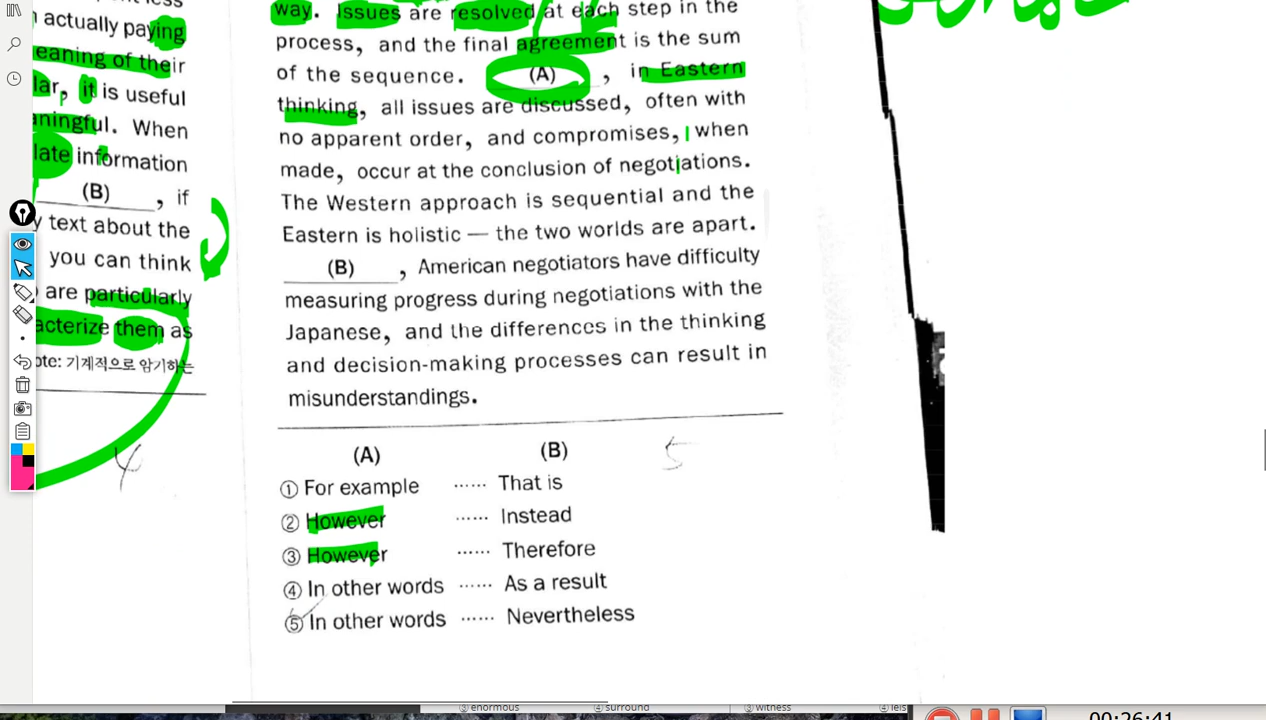 actually paying
eaning of their
lar, it is useful
aningful. When
late information
(B) , if
y text about the
you can think
are particularly
acterize them as
ote: 기계적으로 암기하는
4
way. Issues are resolved at each step in the
process, and the final agreement is the sum
of the sequence. (A) , in Eastern
thinking, all issues are discussed, often with
no apparent order, and compromises, when
made, occur at the conclusion of negotiations.
The Western approach is sequential and the
Eastern is holistic — the two worlds are apart.
(B) , American negotiators have difficulty
measuring progress during negotiations with the
Japanese, and the differences in the thinking
and decision-making processes can result in
misunderstandings.
(A) (B) 5
① For example …… That is
② However …… Instead
③ However …… Therefore
④ In other words …… As a result
⑤ In other words …… Nevertheless
③ enormous ④ surround ③ witness ④ leis
00:26:41